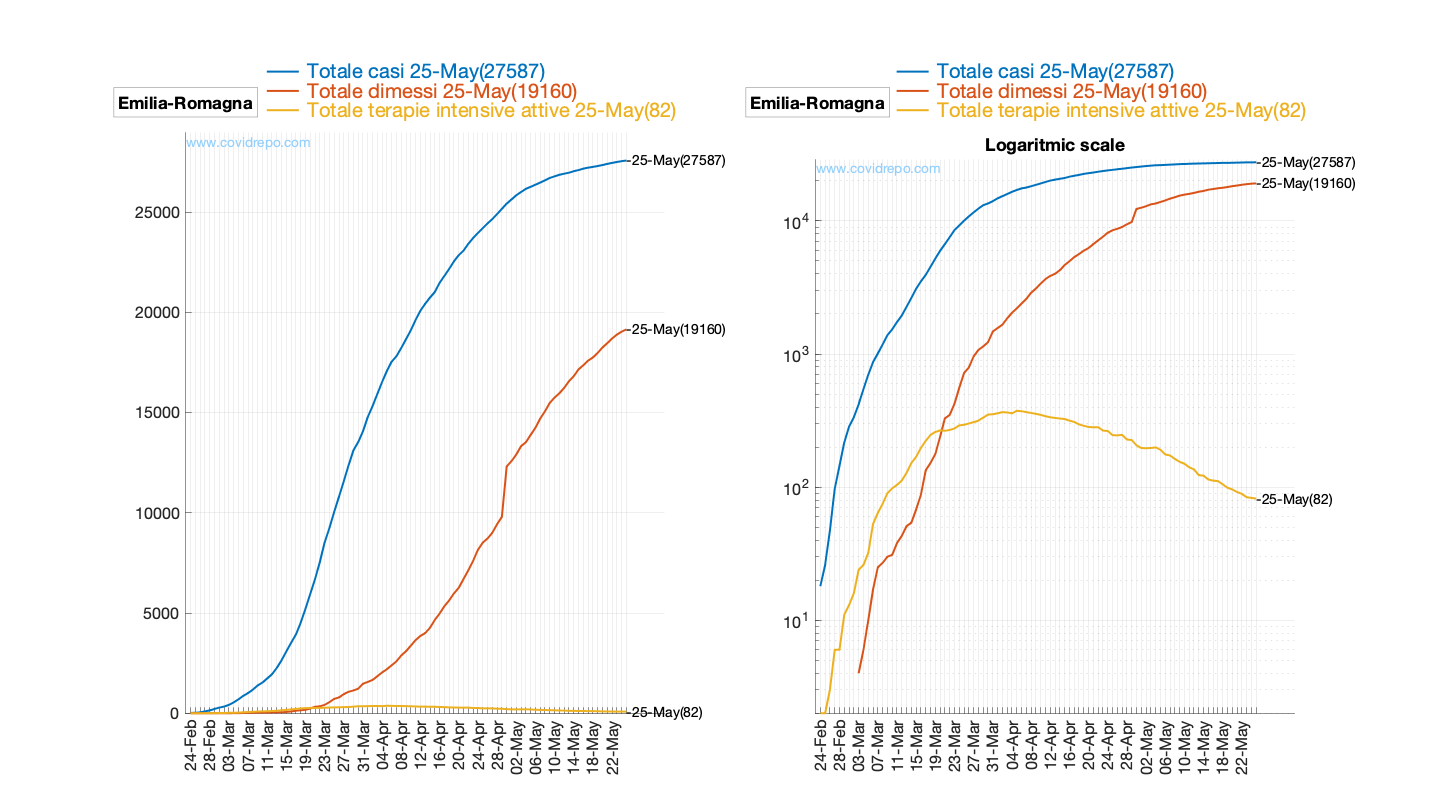 Totale casi 25-May(27587)
Totale dimessi 25-May(19160)
Totale terapie intensive attive 25-May(82)
Emilia-Romagna
www.covidrepo.com
25-May(27587)
25-May(19160)
25-May(82)
25000
20000
15000
10000
5000
0
24-Feb
28-Feb
03-Mar
07-Mar
11-Mar
15-Mar
19-Mar
23-Mar
27-Mar
31-Mar
04-Apr
08-Apr
12-Apr
16-Apr
20-Apr
24-Apr
28-Apr
02-May
06-May
10-May
14-May
18-May
22-May
Totale casi 25-May(27587)
Totale dimessi 25-May(19160)
Totale terapie intensive attive 25-May(82)
Emilia-Romagna
Logaritmic scale
www.covidrepo.com
25-May(27587)
25-May(19160)
25-May(82)
10^4
10^3
10^2
10^1
24-Feb
28-Feb
03-Mar
07-Mar
11-Mar
15-Mar
19-Mar
23-Mar
27-Mar
31-Mar
04-Apr
08-Apr
12-Apr
16-Apr
20-Apr
24-Apr
28-Apr
02-May
06-May
10-May
14-May
18-May
22-May